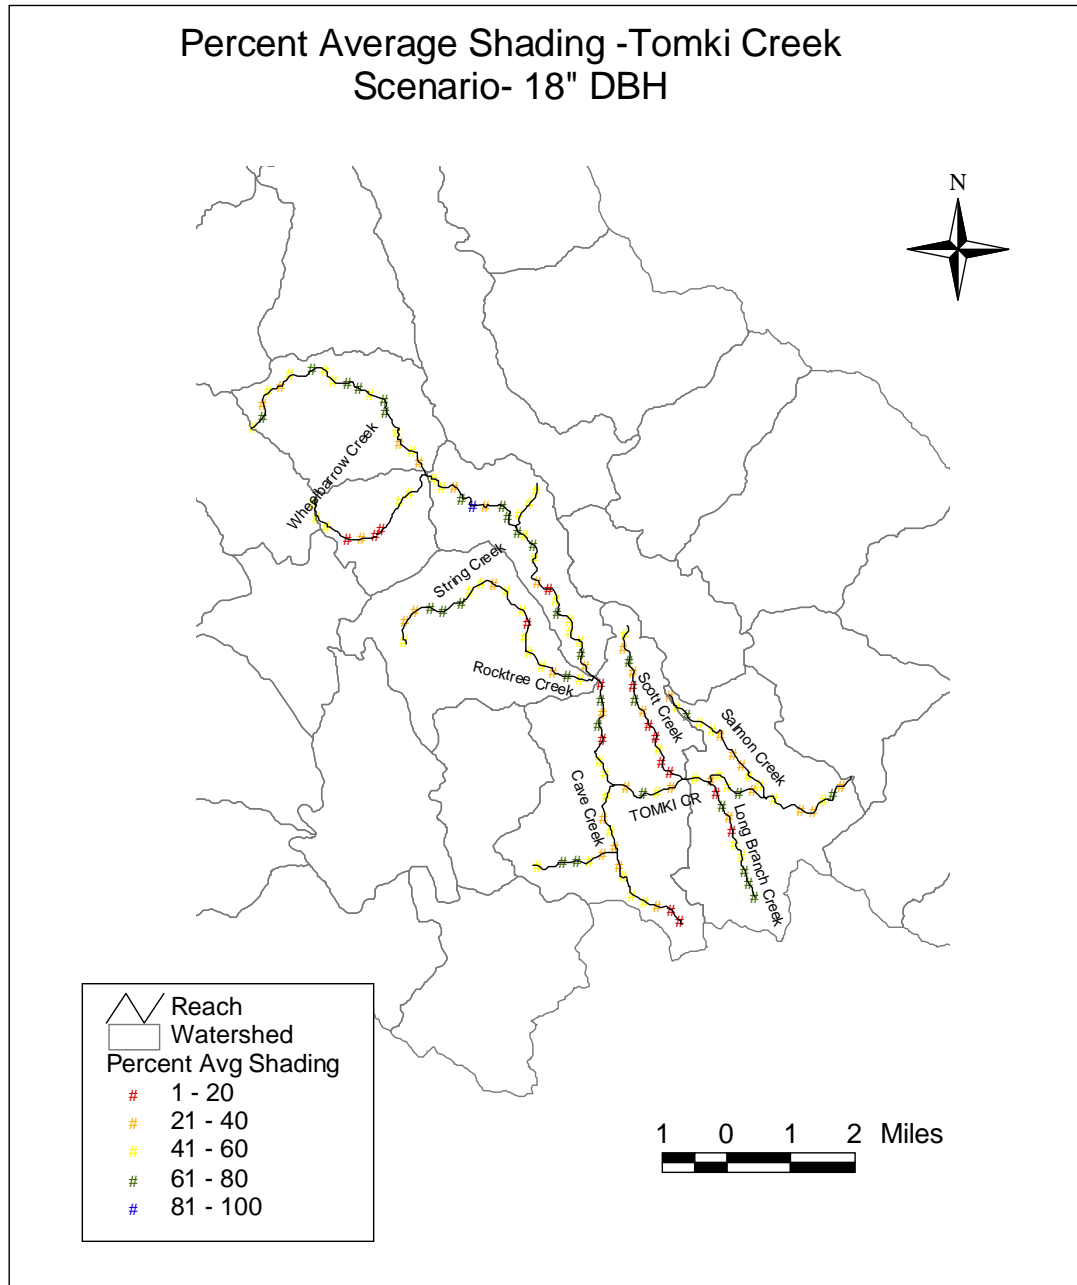 Percent Average Shading -Tomki Creek
Scenario- 18" DBH
N
Wheelbarrow Creek
String Creek
Rocktree Creek
Scott Creek
Salmon Creek
Cave Creek
TOMKI CR
Long Branch Creek
Reach
Watershed
Percent Avg Shading
# 1 - 20
# 21 - 40
# 41 - 60
# 61 - 80
# 81 - 100
1 0 1 2 Miles